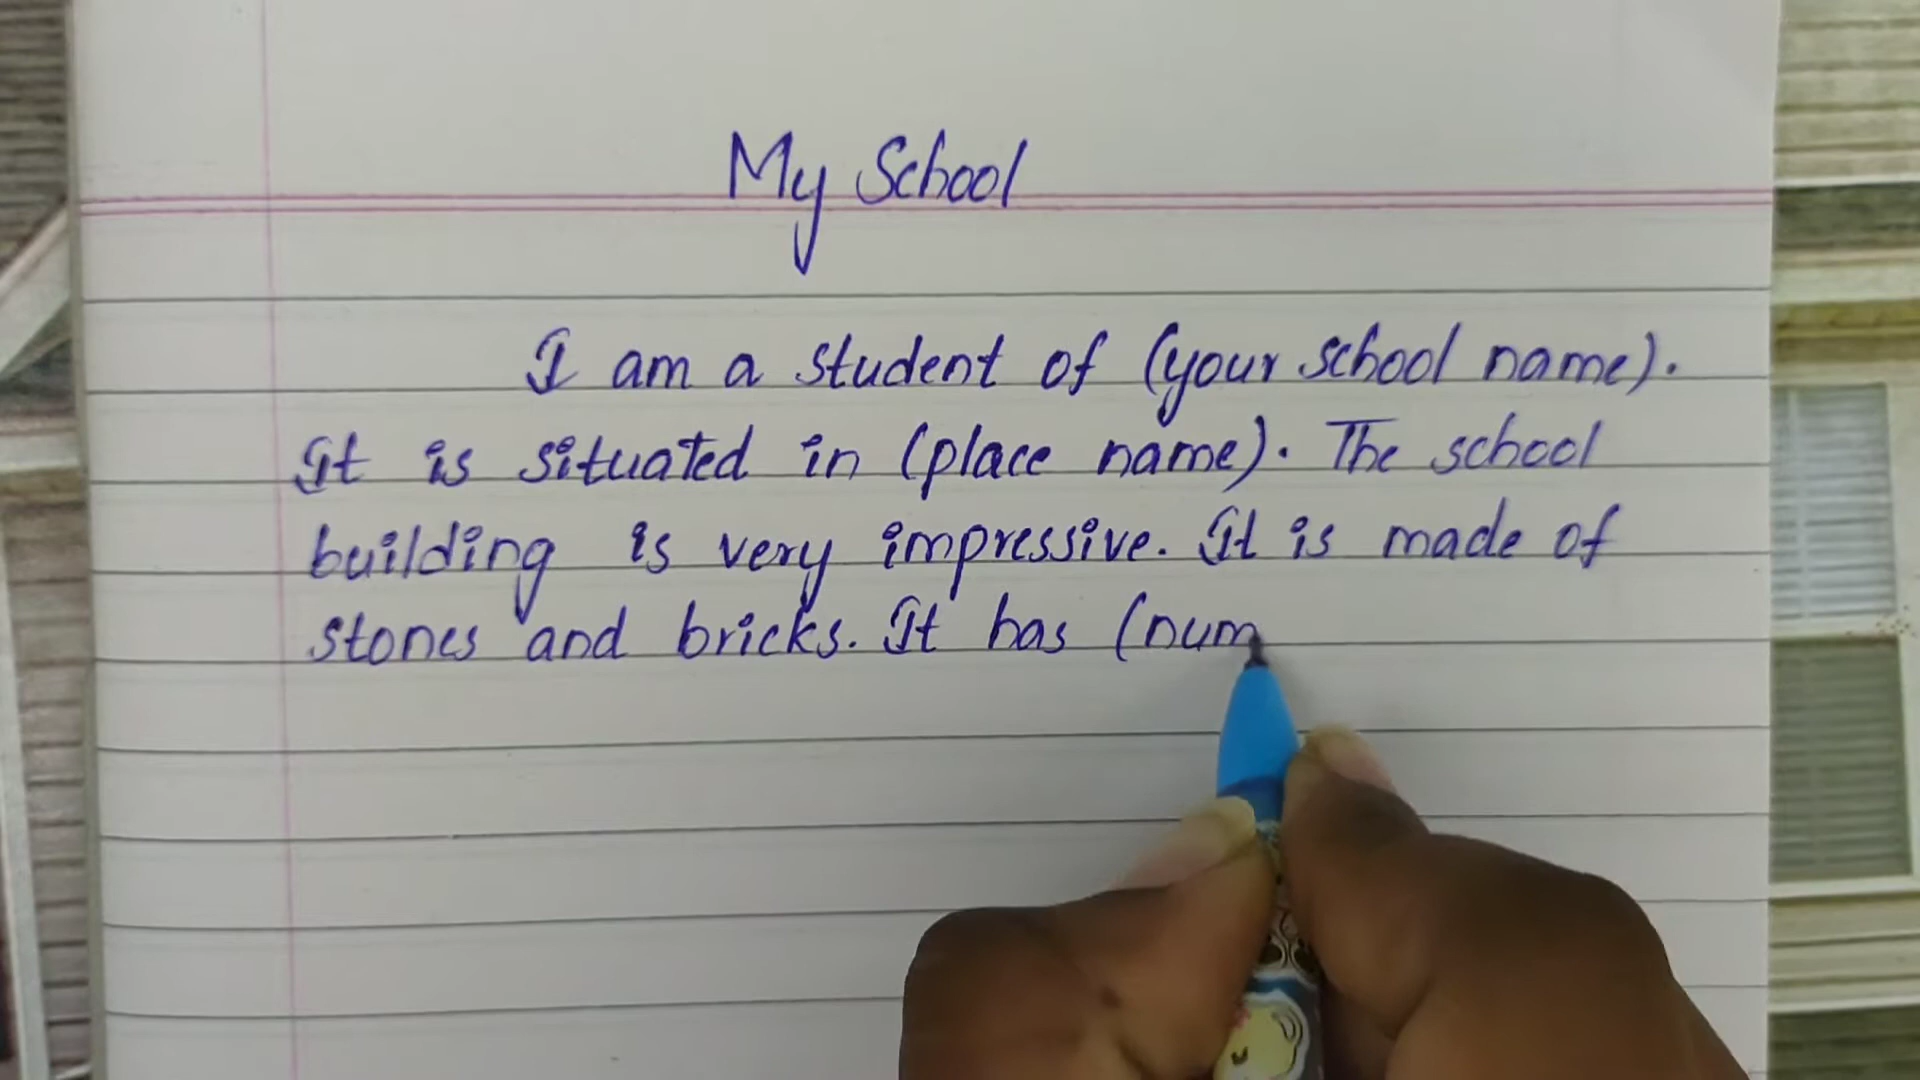 My School
I am a student of (your school name).
It is situated in (place name). The school
building is very impressive. It is made of
stones and bricks. It has (num